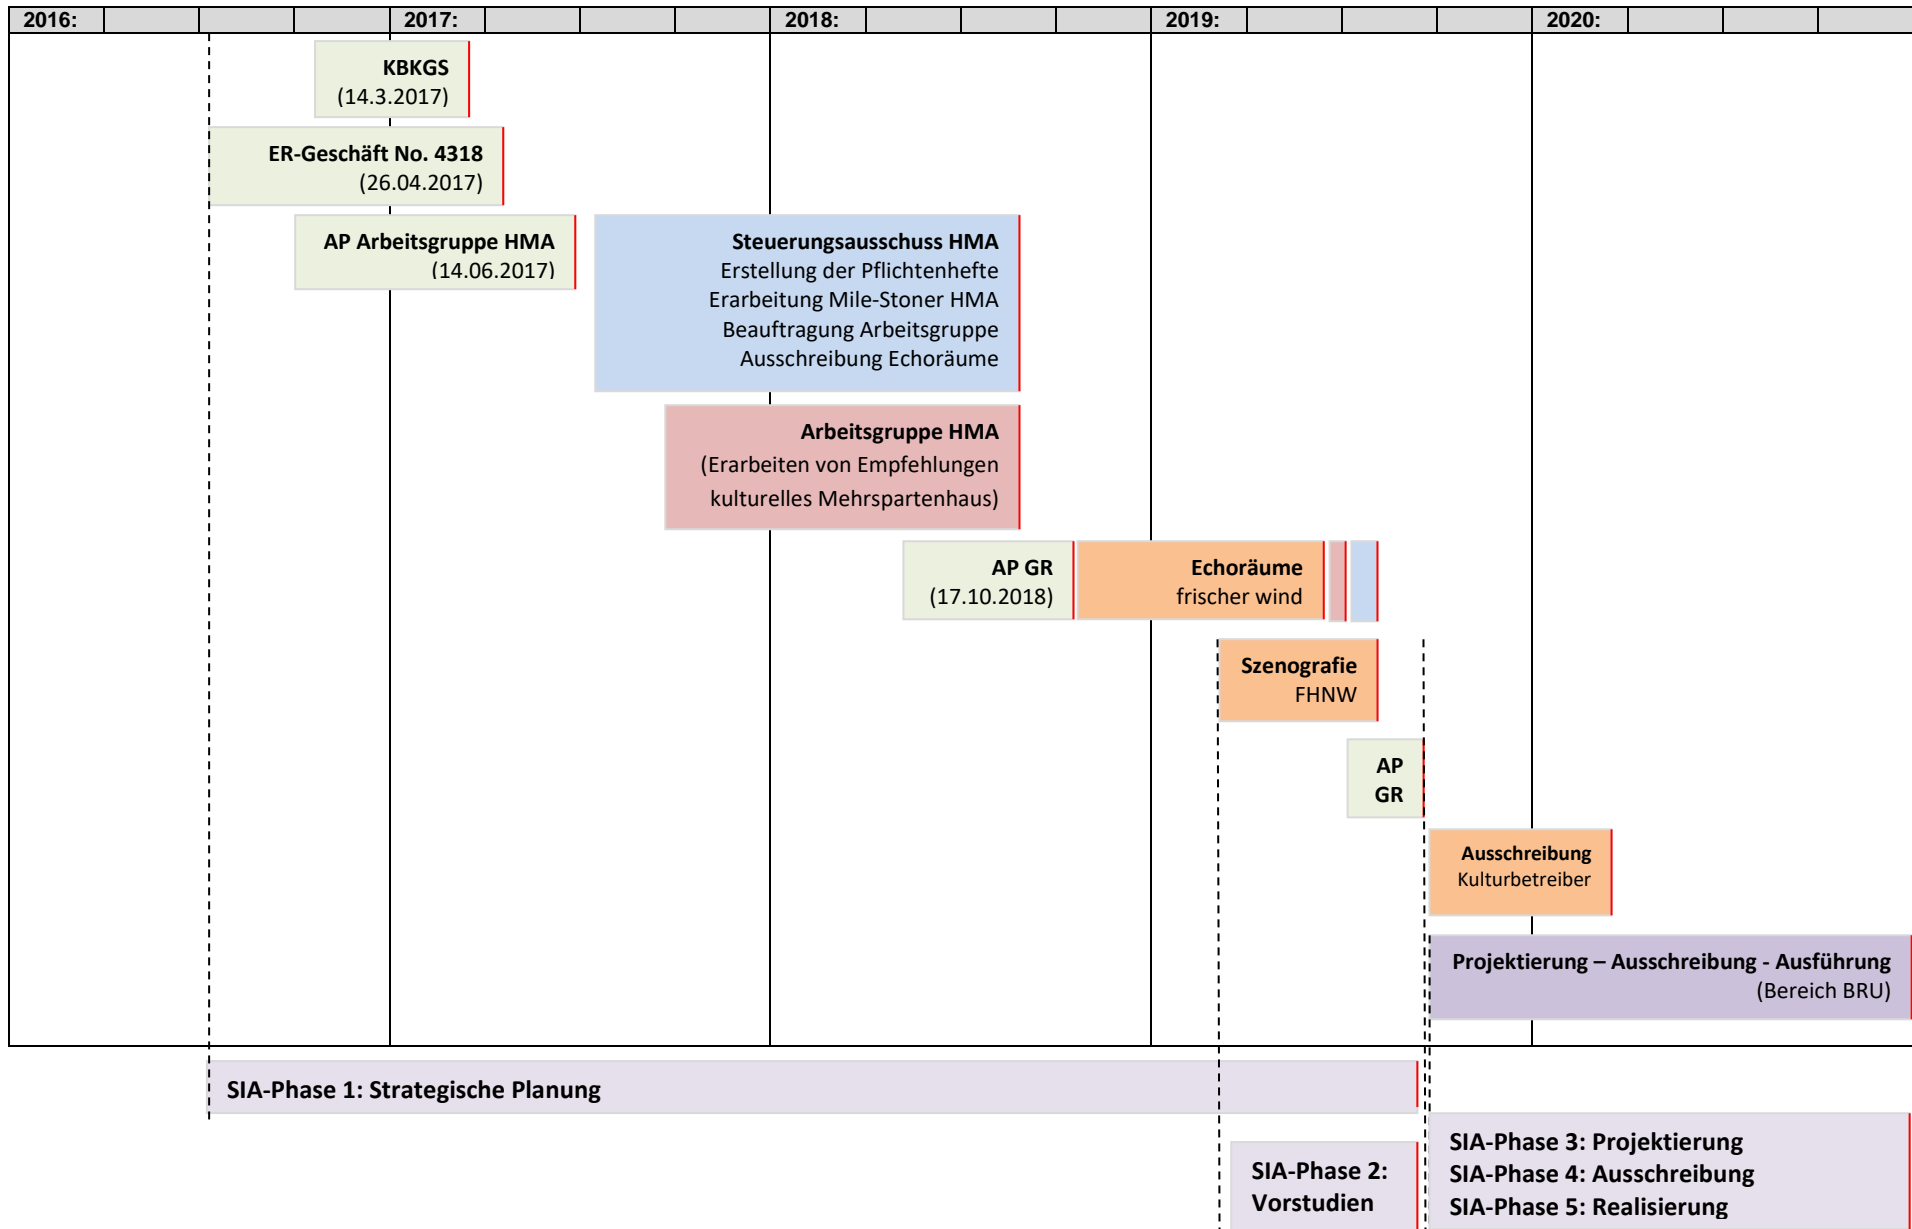 2016: 2017: 2018: 2019: 2020:
KBKGS
(14.3.2017)
ER-Geschäft No. 4318
(26.04.2017)
AP Arbeitsgruppe HMA
(14.06.2017)
Steuerungsausschuss HMA
Erstellung der Pflichtenhefte
Erarbeitung Mile-Stoner HMA
Beauftragung Arbeitsgruppe
Ausschreibung Echoräume
Arbeitsgruppe HMA
(Erarbeiten von Empfehlungen
kulturelles Mehrspartenhaus)
AP GR
(17.10.2018)
Echoräume
frischer wind
Szenografie
FHNW
AP
GR
Ausschreibung
Kulturbetreiber
Projektierung – Ausschreibung - Ausführung
(Bereich BRU)
SIA-Phase 1: Strategische Planung
SIA-Phase 2:
Vorstudien
SIA-Phase 3: Projektierung
SIA-Phase 4: Ausschreibung
SIA-Phase 5: Realisierung